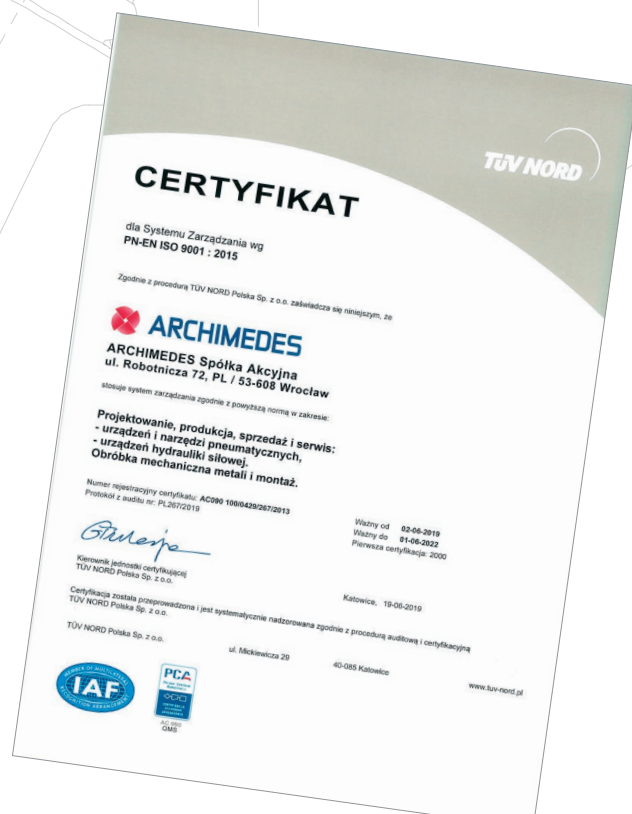 TÜV NORD
CERTYFIKAT
dla Systemu Zarządzania wg
PN-EN ISO 9001 : 2015
Zgodnie z procedurą TÜV NORD Polska Sp. z o.o. zaświadcza się niniejszym, że
ARCHIMEDES
ARCHIMEDES Spółka Akcyjna
ul. Robotnicza 72, PL / 53-608 Wrocław
stosuje system zarządzania zgodnie z powyższą normą w zakresie:
Projektowanie, produkcja, sprzedaż i serwis:
- urządzeń i narzędzi pneumatycznych,
- urządzeń hydrauliki siłowej.
Obróbka mechaniczna metali i montaż.
Numer rejestracyjny certyfikatu: AC090 100/0429/267/2013
Protokół z auditu nr: PL267/2019
Ważny od 02-06-2019
Ważny do 01-06-2022
Pierwsza certyfikacja: 2000
Kierownik jednostki certyfikującej
TÜV NORD Polska Sp. z o.o.
Katowice, 19-06-2019
Certyfikacja została przeprowadzona i jest systematycznie nadzorowana zgodnie z procedurą auditową i certyfikacyjną
TÜV NORD Polska Sp. z o.o.
TÜV NORD Polska Sp. z o.o. ul. Mickiewicza 29 40-085 Katowice www.tuv-nord.pl
MEMBER OF MULTILATERAL
IAF
RECOGNITION ARRANGEMENT
PCA
QMS